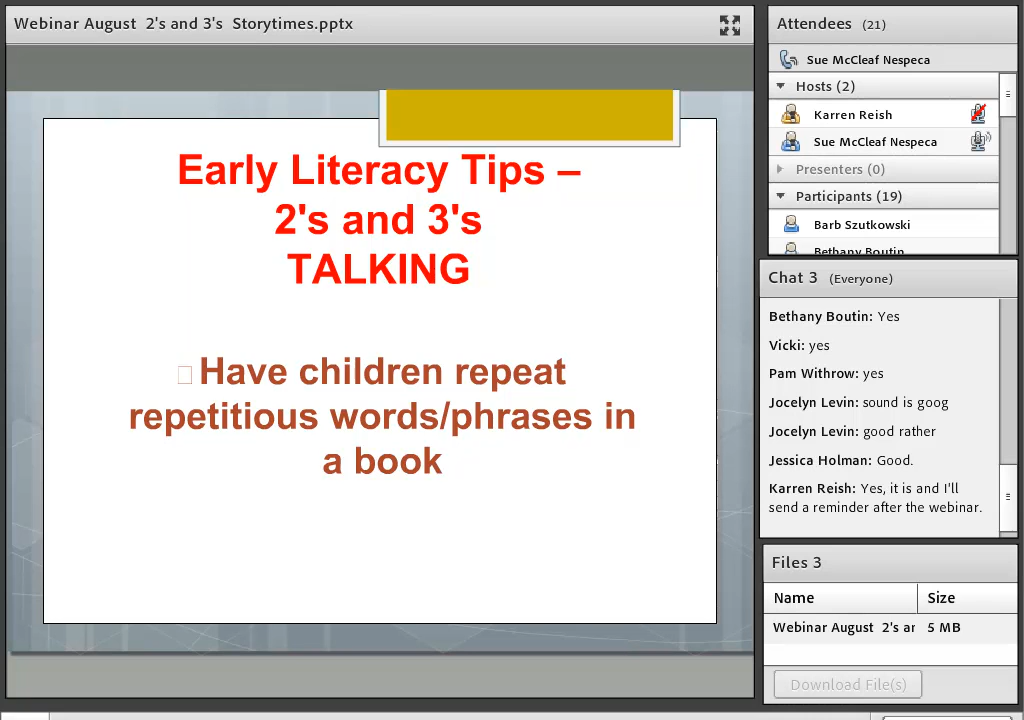 Webinar August 2's and 3's Storytimes.pptx
Early Literacy Tips –
2's and 3's
TALKING
Have children repeat
repetitious words/phrases in
a book
Attendees (21)
Sue McCleaf Nespeca
Hosts (2)
Karren Reish
Sue McCleaf Nespeca
Presenters (0)
Participants (19)
Barb Szutkowski
Bethany Boutin
Chat 3 (Everyone)
Bethany Boutin: Yes
Vicki: yes
Pam Withrow: yes
Jocelyn Levin: sound is goog
Jocelyn Levin: good rather
Jessica Holman: Good.
Karren Reish: Yes, it is and I'll
send a reminder after the webinar.
Files 3
Name Size
Webinar August 2's ar 5 MB
Download File(s)